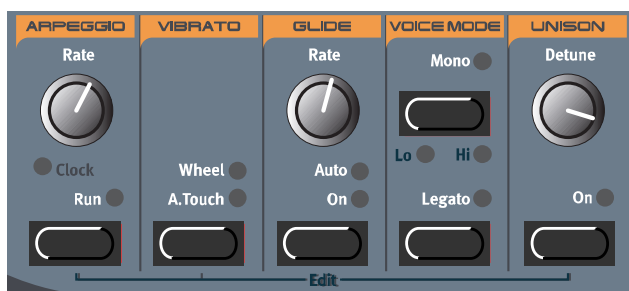 ARPEGGIO VIBRATO GLIDE VOICE MODE UNISON
Rate Rate Mono Detune
Clock Wheel Auto Lo Hi
Run A.Touch On Legato On
Edit